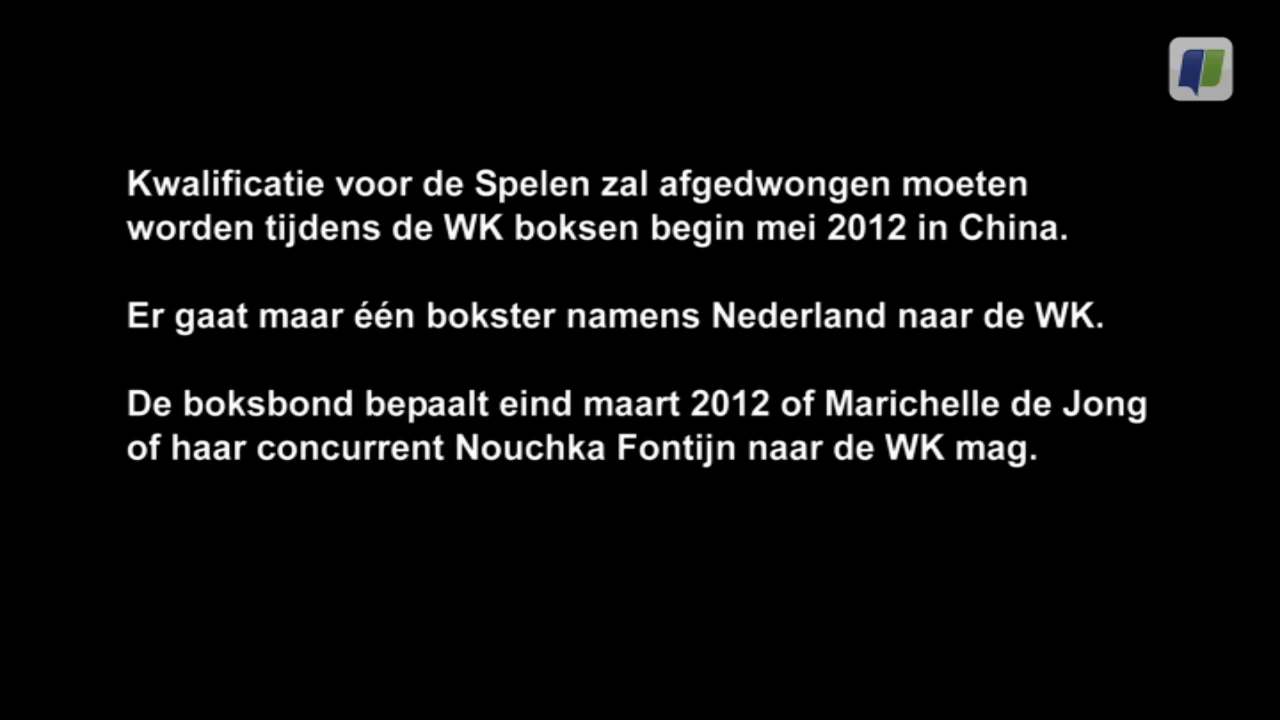 Kwalificatie voor de Spelen zal afgedwongen moeten
worden tijdens de WK boksen begin mei 2012 in China.
Er gaat maar één bokster namens Nederland naar de WK.
De boksbond bepaalt eind maart 2012 of Marichelle de Jong
of haar concurrent Nouchka Fontijn naar de WK mag.